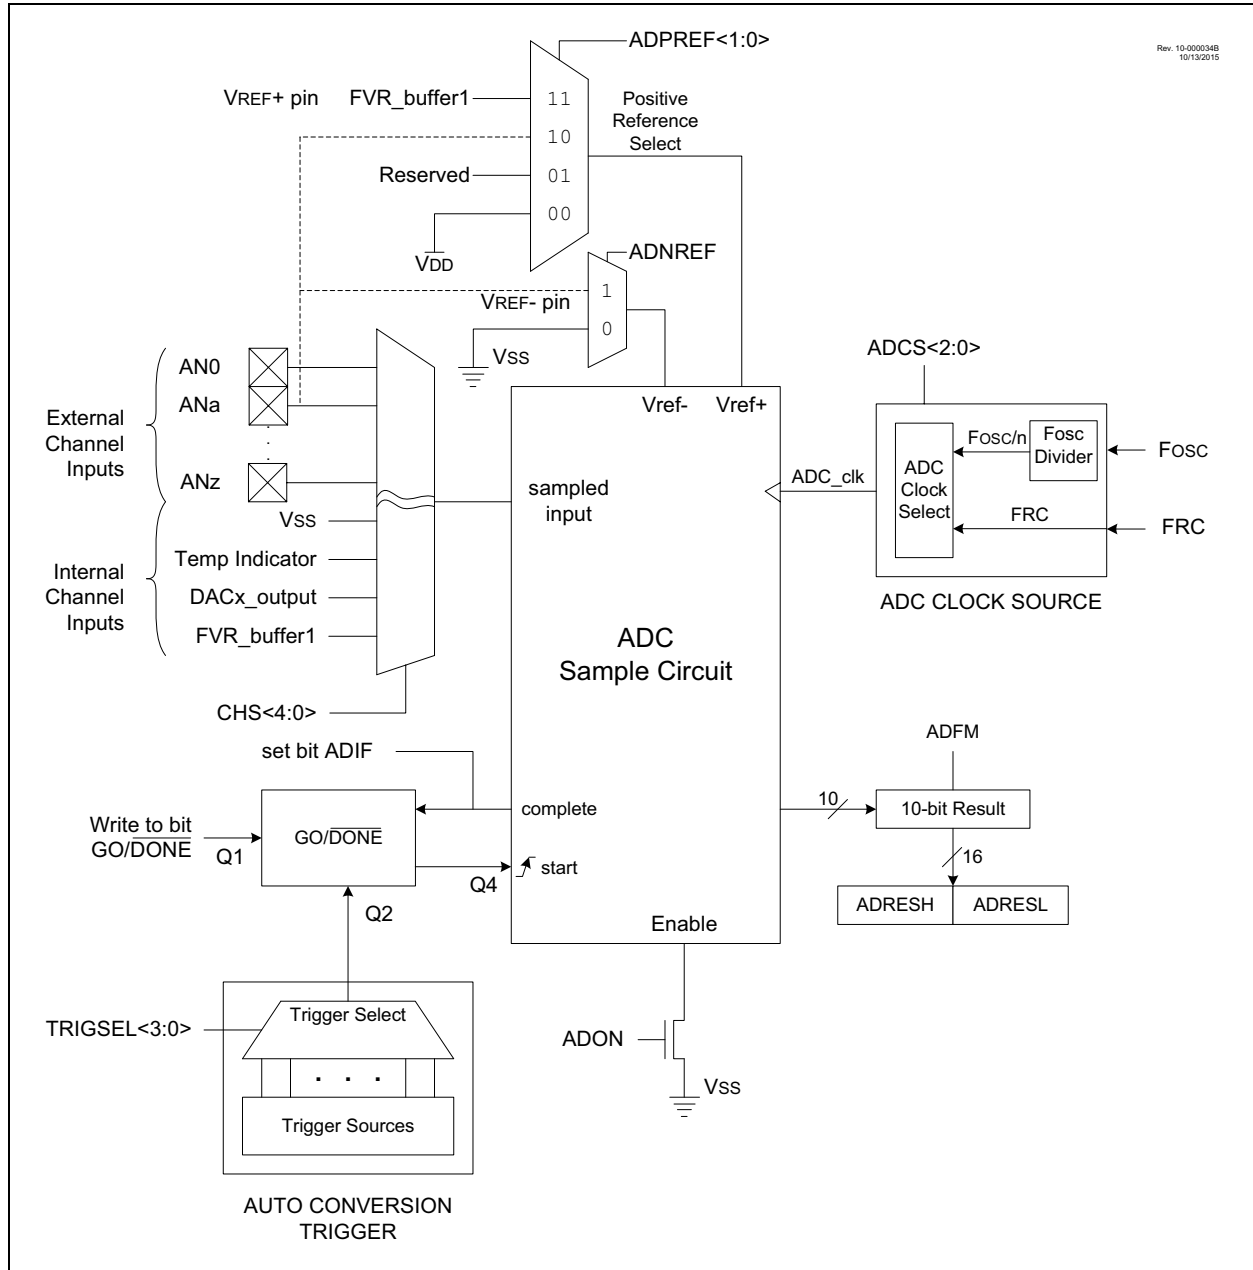 Rev. 10-000034B
10/13/2015
ADPREF<1:0>
VREF+ pin
FVR_buffer1
11
10
Reserved
01
00
VDD
Positive
Reference
Select
ADNREF
VREF- pin
1
0
VSS
AN0
ANa
.
.
.
ANz
External
Channel
Inputs
VSS
Temp Indicator
DACx_output
FVR_buffer1
Internal
Channel
Inputs
CHS<4:0>
Vref- Vref+
sampled
input
ADC
Sample Circuit
ADC_clk
ADCS<2:0>
ADC
Clock
Select
FOSC/n
Fosc
Divider
FOSC
FRC
FRC
ADC CLOCK SOURCE
set bit ADIF
complete
Write to bit
GO/DONE
Q1
GO/DONE
Q4
start
Q2
Enable
ADFM
10
10-bit Result
16
ADRESH ADRESL
TRIGSEL<3:0>
Trigger Select
. . .
Trigger Sources
AUTO CONVERSION
TRIGGER
ADON
VSS